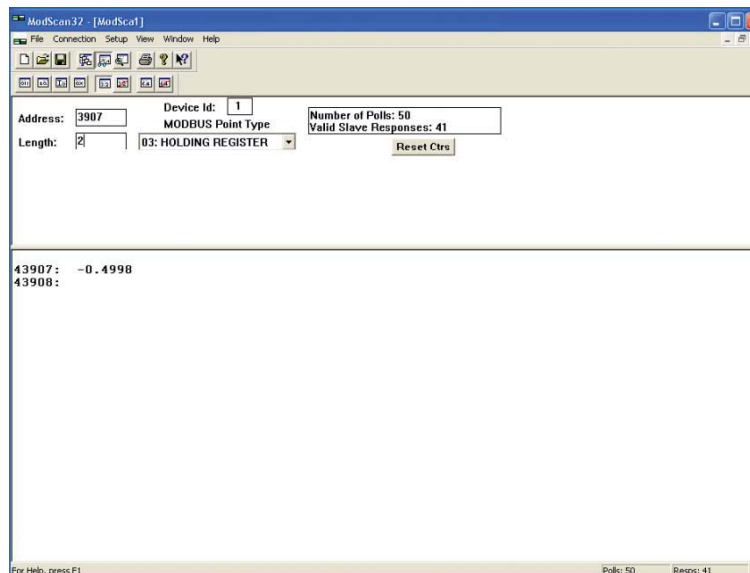 ModScan32 - [ModSca1]
File Connection Setup View Window Help
Address: 3907
Device Id: 1
MODBUS Point Type
Number of Polls: 50
Valid Slave Responses: 41
Length: 2
03: HOLDING REGISTER
Reset Ctrs
43907: -0.4998
43908:
For Help, press F1
Polls: 50
Resps: 41